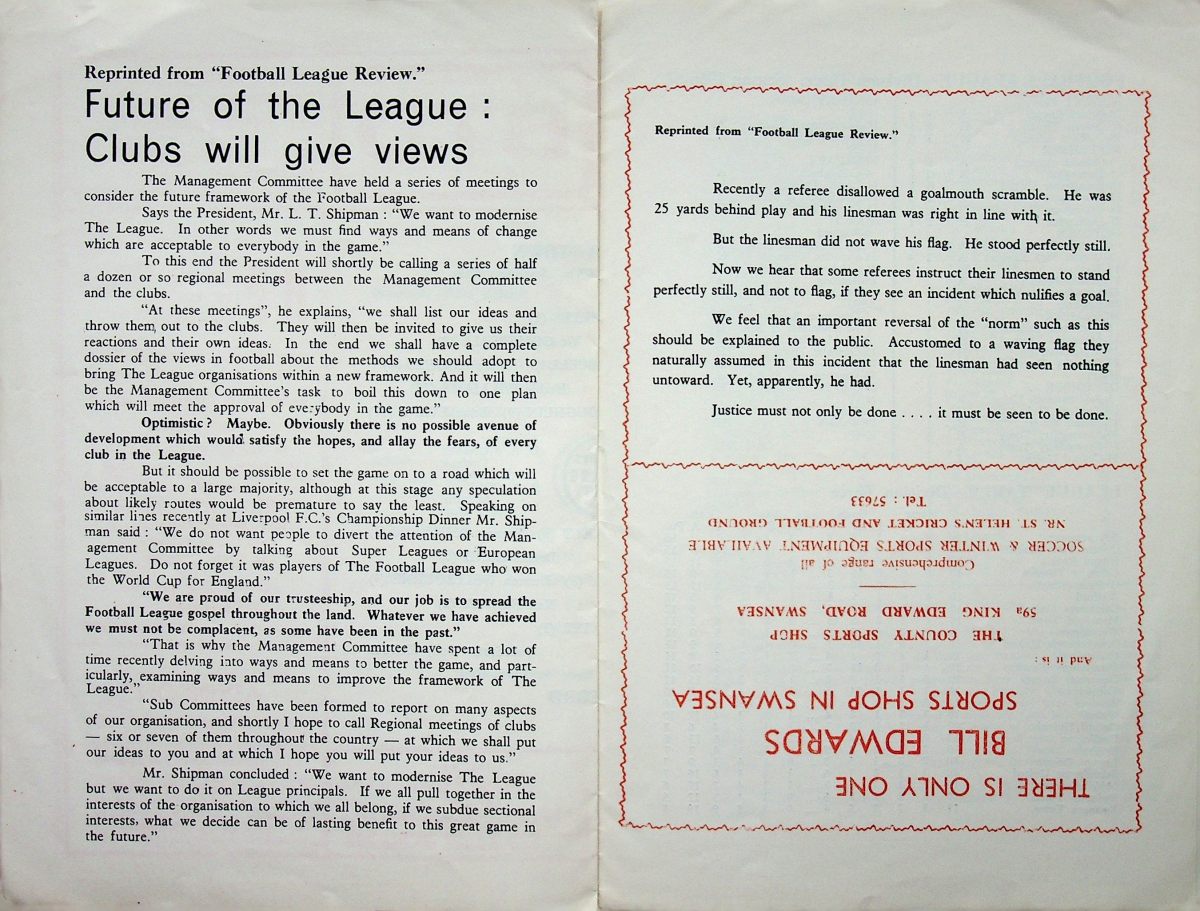 Reprinted from “Football League Review.”
Future of the League :
Clubs will give views
The Management Committee have held a series of meetings to
consider the future framework of the Football League.
Says the President, Mr. L. T. Shipman : “We want to modernise
The League. In other words we must find ways and means of change
which are acceptable to everybody in the game.”
To this end the President will shortly be calling a series of half
a dozen or so regional meetings between the Management Committee
and the clubs.
“At these meetings”, he explains, “we shall list our ideas and
throw them out to the clubs. They will then be invited to give us their
reactions and their own ideas. In the end we shall have a complete
dossier of the views in football about the methods we should adopt to
bring The League organisations within a new framework. And it will then
be the Management Committee’s task to boil this down to one plan
which will meet the approval of everybody in the game.”
Optimistic ? Maybe. Obviously there is no possible avenue of
development which would satisfy the hopes, and allay the fears, of every
club in the League.
But it should be possible to set the game on to a road which will
be acceptable to a large majority, although at this stage any speculation
about likely routes would be premature to say the least. Speaking on
similar lines recently at Liverpool F.C.’s Championship Dinner Mr. Ship-
man said : “We do not want people to divert the attention of the Man-
agement Committee by talking about Super Leagues or European
Leagues. Do not forget it was players of The Football League who won
the World Cup for England.”
“We are proud of our trusteeship, and our job is to spread the
Football League gospel throughout the land. Whatever we have achieved
we must not be complacent, as some have been in the past.”
“That is why the Management Committee have spent a lot of
time recently delving into ways and means to better the game, and part-
icularly, examining ways and means to improve the framework of The
League.”
“Sub Committees have been formed to report on many aspects
of our organisation, and shortly I hope to call Regional meetings of clubs
— six or seven of them throughout the country — at which we shall put
our ideas to you and at which I hope you will put your ideas to us.”
Mr. Shipman concluded : “We want to modernise The League
but we want to do it on League principals. If we all pull together in the
interests of the organisation to which we all belong, if we subdue sectional
interests, what we decide can be of lasting benefit to this great game in
the future.”
Reprinted from “Football League Review.”
Recently a referee disallowed a goalmouth scramble. He was
25 yards behind play and his linesman was right in line with it.
But the linesman did not wave his flag. He stood perfectly still.
Now we hear that some referees instruct their linesmen to stand
perfectly still, and not to flag, if they see an incident which nulifies a goal.
We feel that an important reversal of the “norm” such as this
should be explained to the public. Accustomed to a waving flag they
naturally assumed in this incident that the linesman had seen nothing
untoward. Yet, apparently, he had.
Justice must not only be done . . . . it must be seen to be done.
THERE IS ONLY ONE
BILL EDWARDS
SPORTS SHOP IN SWANSEA
And it is :
THE COUNTY SPORTS SHOP
59a KING EDWARD ROAD, SWANSEA
Comprehensive range of all
SOCCER & WINTER SPORTS EQUIPMENT AVAILABLE
NR. ST. HELEN’S CRICKET AND FOOTBALL GROUND
Tel. : 57633